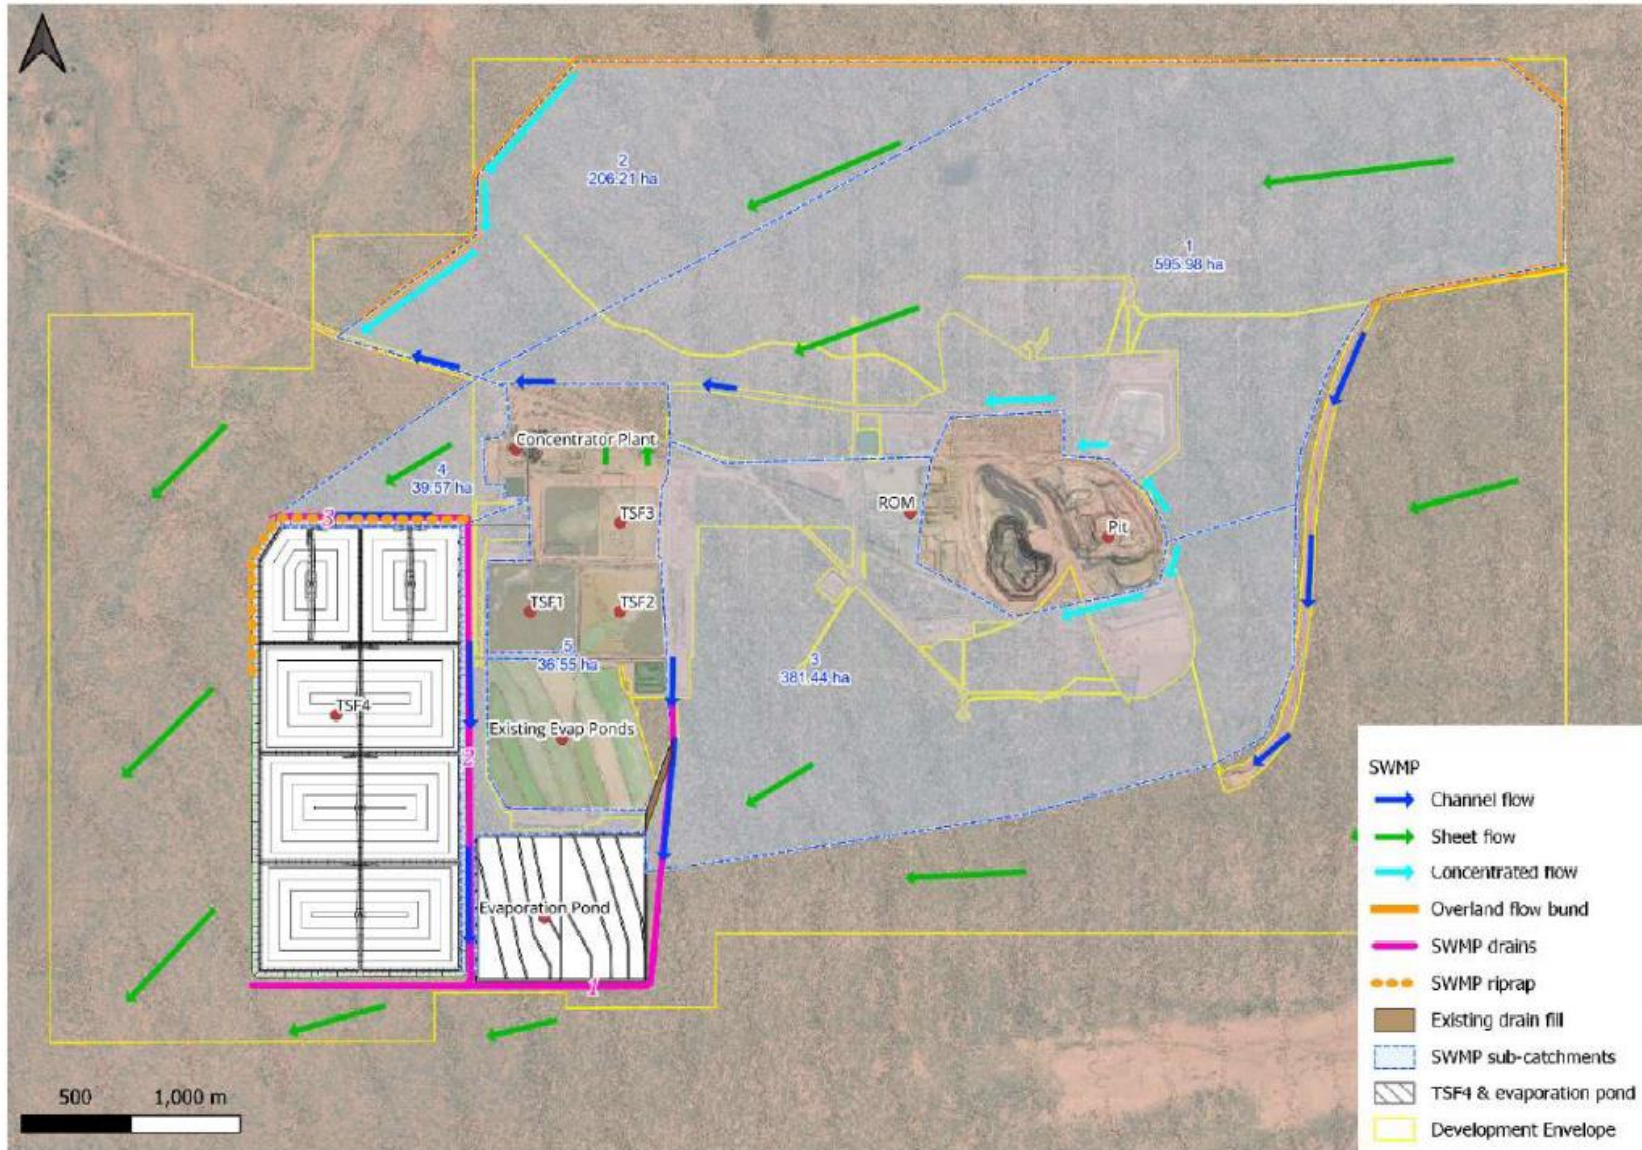 2
206.21 ha
1
595.98 ha
Concentrator Plant
4
39.57 ha
3
TSF3
ROM
Pit
TSF1
TSF2
5
36.55 ha
3
381.44 ha
TSF4
Existing Evap Ponds
2
Evaporation Pond
1
500 1,000 m
SWMP
Channel flow
Sheet flow
Concentrated flow
Overland flow bund
SWMP drains
SWMP riprap
Existing drain fill
SWMP sub-catchments
TSF4 & evaporation pond
Development Envelope